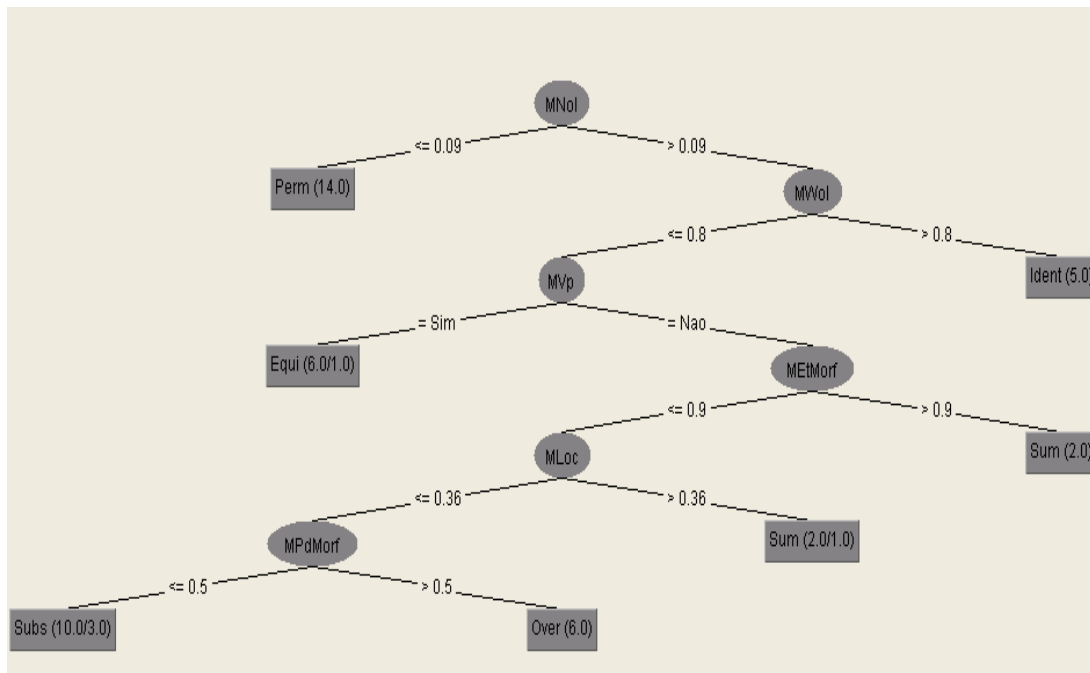 MNol
<= 0.09
> 0.09
Perm (14.0)
MWol
<= 0.8
> 0.8
MVp
Ident (5.0)
= Sim
= Nao
Equi (6.0/1.0)
MEtMorf
<= 0.9
> 0.9
MLoc
Sum (2.0)
<= 0.36
> 0.36
MPdMorf
Sum (2.0/1.0)
<= 0.5
> 0.5
Subs (10.0/3.0)
Over (6.0)